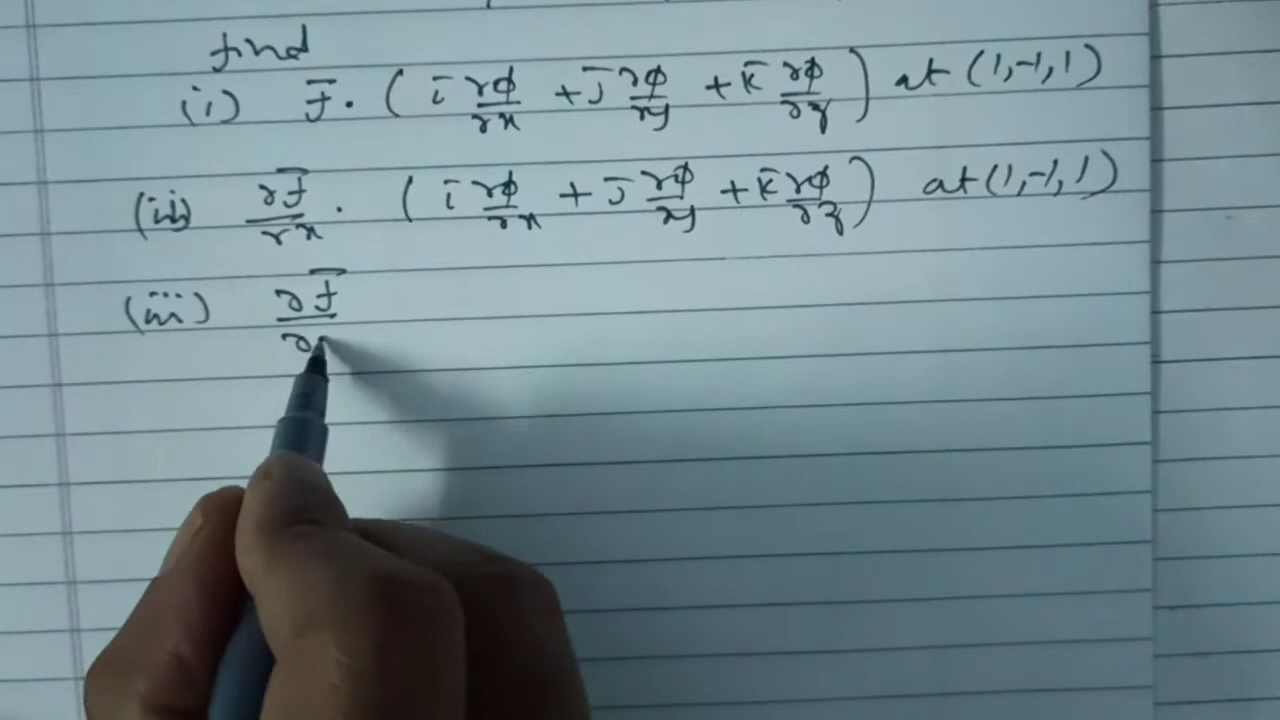 find
(i) f̄ · ( ī ∂φ/∂x + j̄ ∂φ/∂y + k̄ ∂φ/∂z ) at (1,-1,1)
(ii) ∂f̄/∂x · ( ī ∂φ/∂x + j̄ ∂φ/∂y + k̄ ∂φ/∂z ) at (1,-1,1)
(iii) ∂f̄/∂